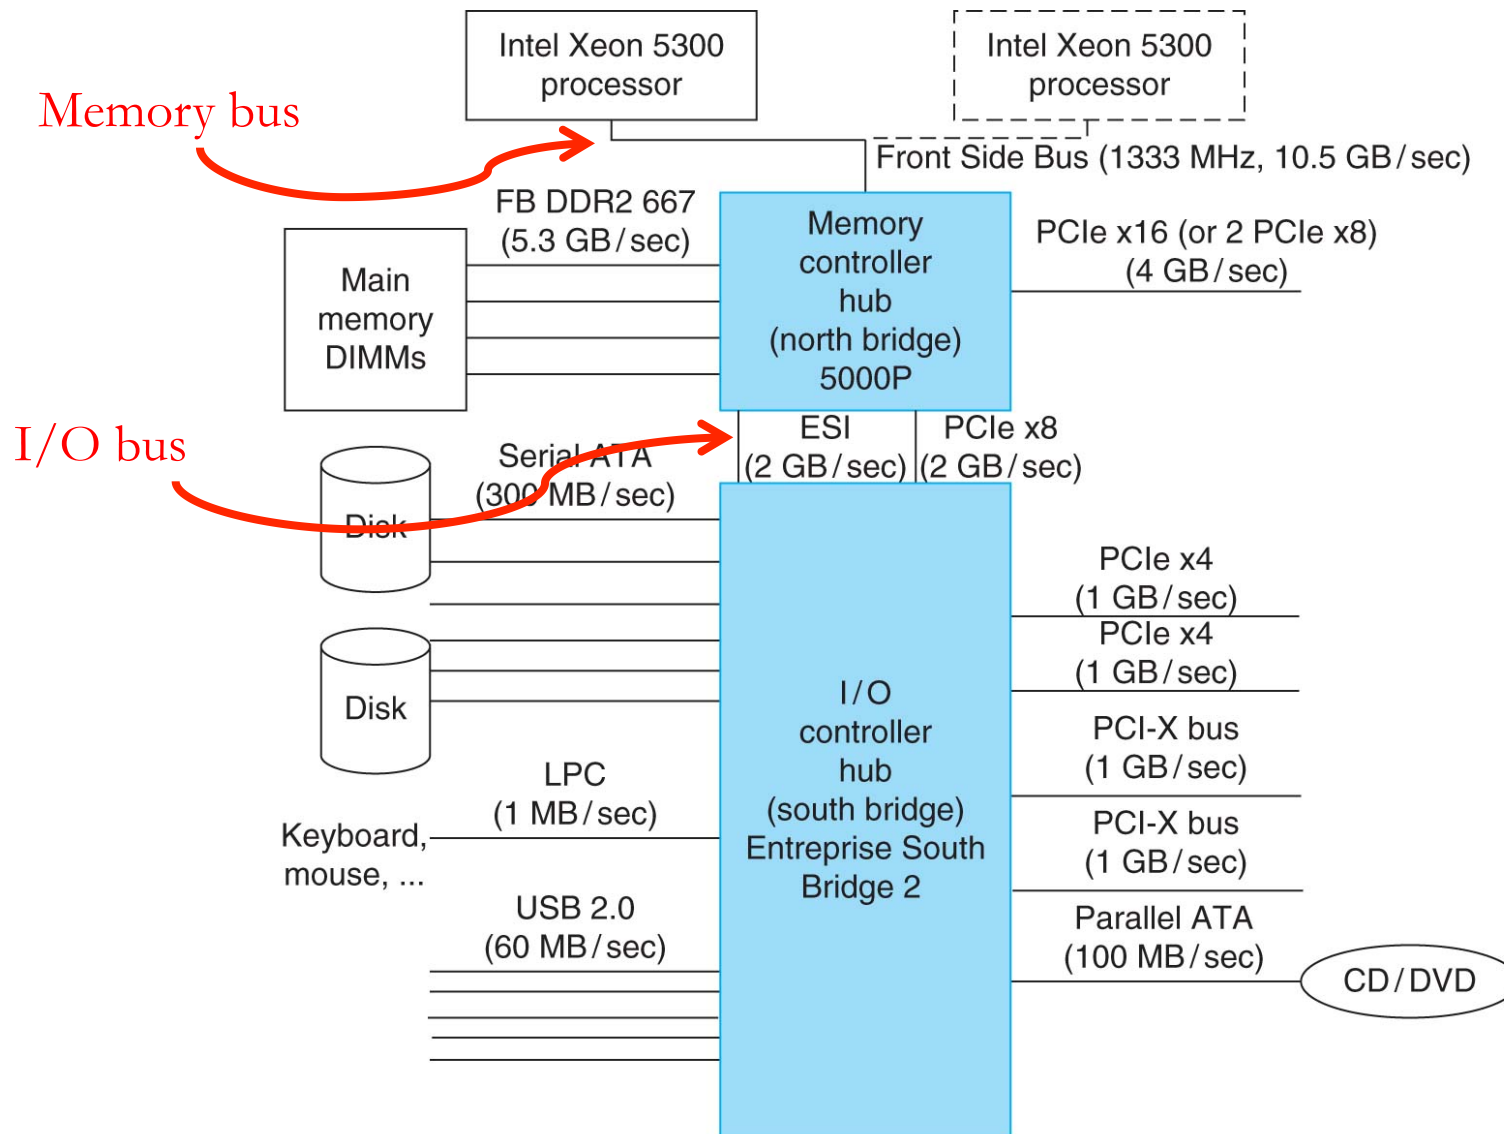 Intel Xeon 5300
processor
Intel Xeon 5300
processor
Memory bus
Front Side Bus (1333 MHz, 10.5 GB/sec)
FB DDR2 667
(5.3 GB/sec)
Main
memory
DIMMs
Memory
controller
hub
(north bridge)
5000P
PCIe x16 (or 2 PCIe x8)
(4 GB/sec)
I/O bus
ESI
(2 GB/sec)
PCIe x8
(2 GB/sec)
Serial ATA
(300 MB/sec)
Disk
Disk
LPC
(1 MB/sec)
Keyboard,
mouse, ...
USB 2.0
(60 MB/sec)
I/O
controller
hub
(south bridge)
Entreprise South
Bridge 2
PCIe x4
(1 GB/sec)
PCIe x4
(1 GB/sec)
PCI-X bus
(1 GB/sec)
PCI-X bus
(1 GB/sec)
Parallel ATA
(100 MB/sec)
CD/DVD